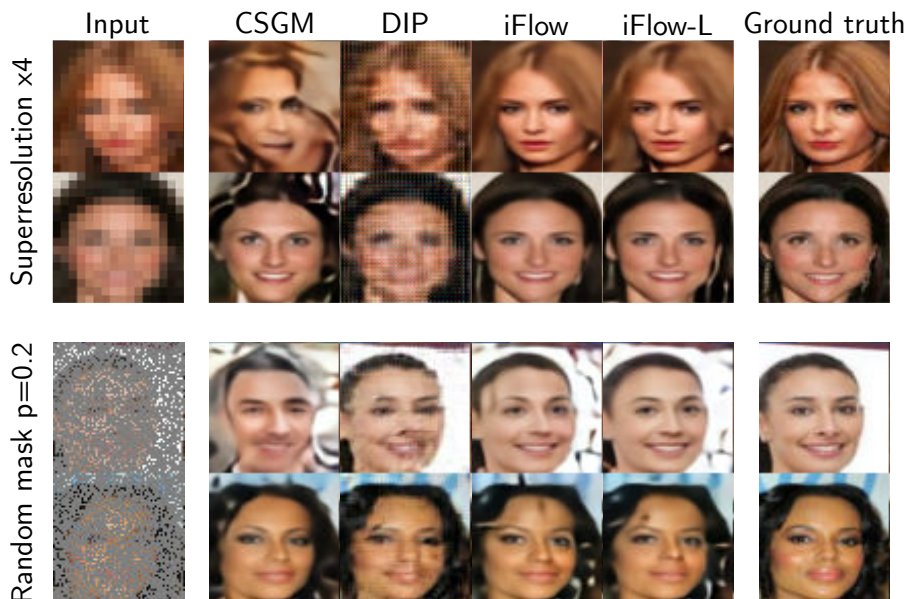 Input CSGM DIP iFlow iFlow-L Ground truth
Superresolution x4
Random mask p=0.2